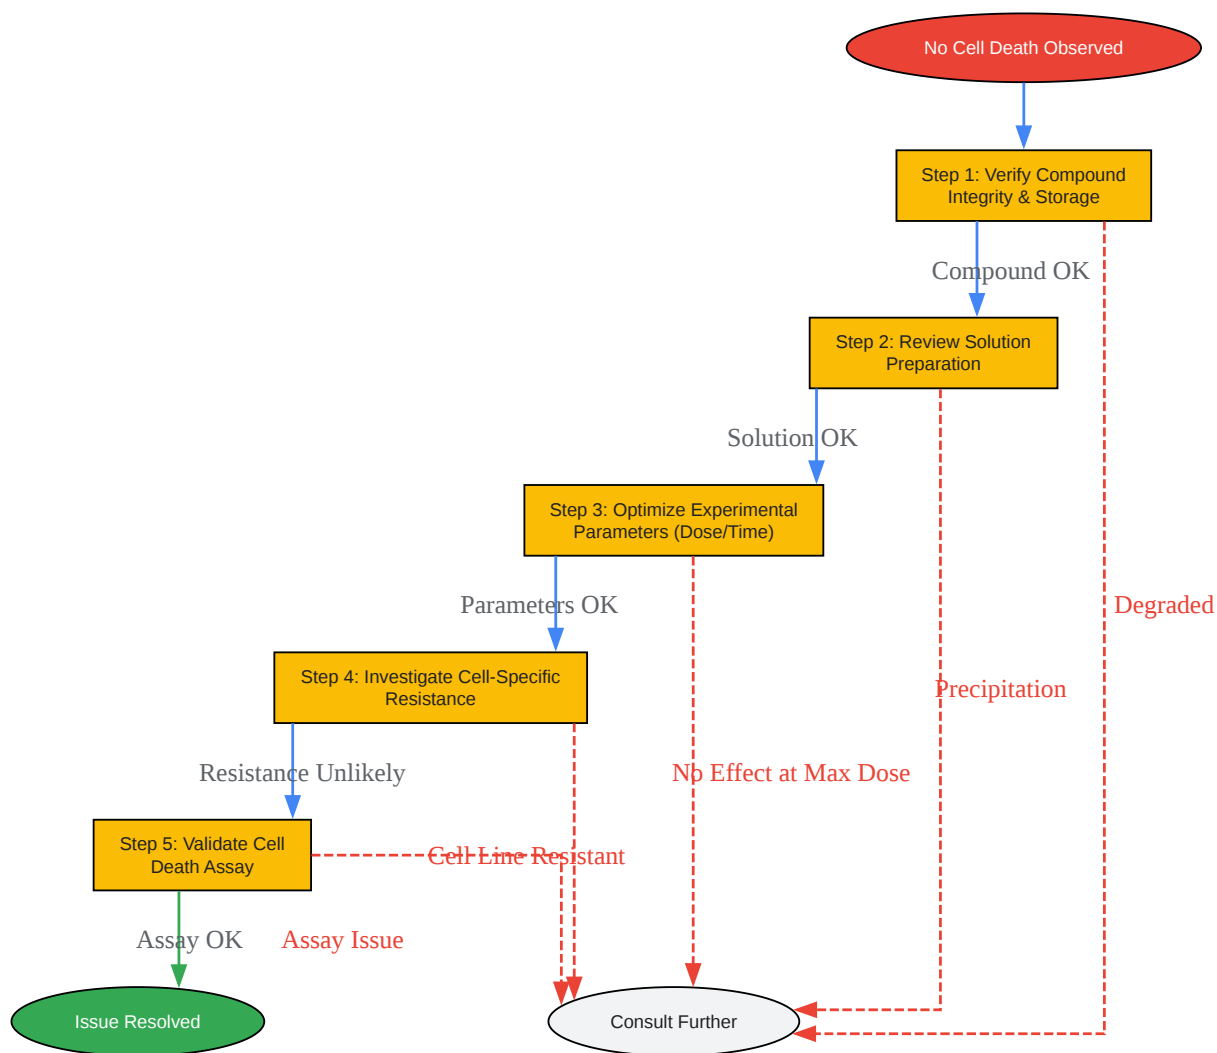 No Cell Death Observed
Step 1: Verify Compound
Integrity & Storage
Compound OK
Step 2: Review Solution
Preparation
Solution OK
Step 3: Optimize Experimental
Parameters (Dose/Time)
Parameters OK
Degraded
Step 4: Investigate Cell-Specific
Resistance
Precipitation
Resistance Unlikely
No Effect at Max Dose
Step 5: Validate Cell
Death Assay
Cell Line Resistant
Assay OK
Assay Issue
Issue Resolved
Consult Further